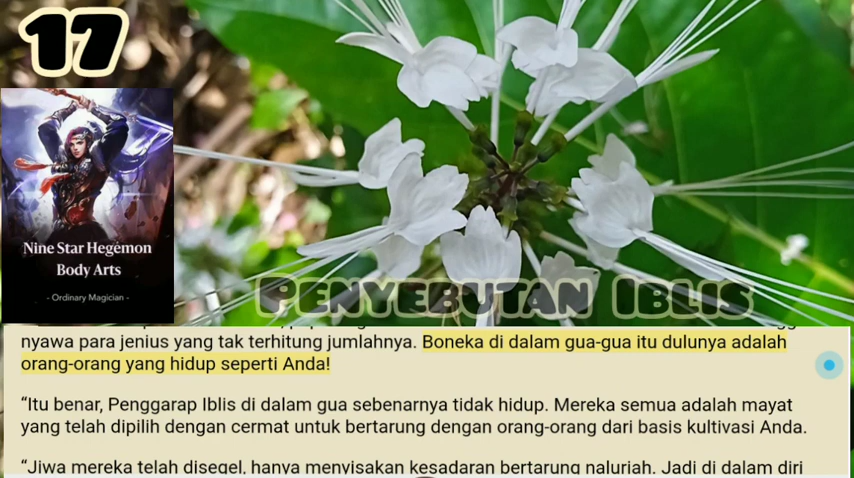 17
Nine Star Hegemon
Body Arts
- Ordinary Magician -
PENYEBUTAN IBLIS
nyawa para jenius yang tak terhitung jumlahnya. Boneka di dalam gua-gua itu dulunya adalah
orang-orang yang hidup seperti Anda!
“Itu benar, Penggarap Iblis di dalam gua sebenarnya tidak hidup. Mereka semua adalah mayat
yang telah dipilih dengan cermat untuk bertarung dengan orang-orang dari basis kultivasi Anda.
“Jiwa mereka telah disegel, hanya menyisakan kesadaran bertarung naluriah. Jadi di dalam diri